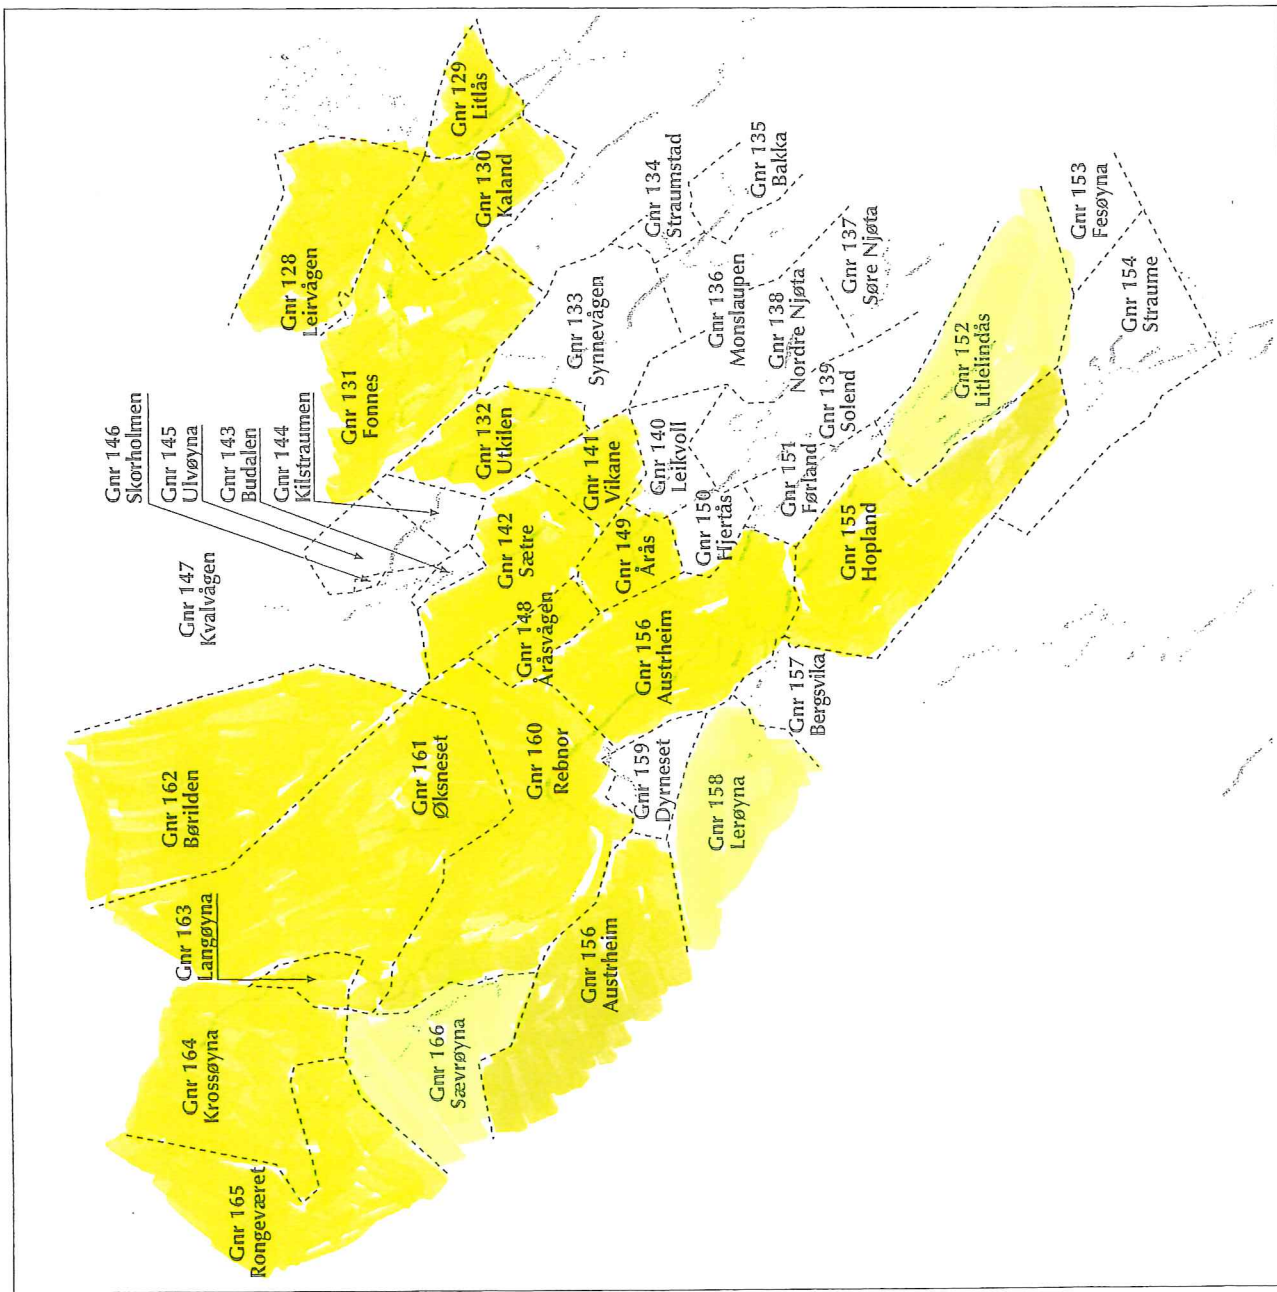 Gnr 165
Rongeværet
Gnr 164
Krossøyna
Gnr 163
Langøyna
Gnr 162
Børilden
Gnr 166
Sævrøyna
Gnr 161
Øksneset
Gnr 156
Austrheim
Gnr 160
Rebnor
Gnr 159
Dyrneset
Gnr 158
Lerøyna
Gnr 157
Bergsvika
Gnr 147
Kvalvågen
Gnr 146
Skorholmen
Gnr 145
Ulvøyna
Gnr 143
Budalen
Gnr 144
Kilstraumen
Gnr 148
Åråsvågen
Gnr 156
Austrheim
Gnr 142
Sætre
Gnr 149
Årås
Gnr 150
Hjertås
Gnr 155
Hopland
Gnr 151
Førland
Gnr 131
Fonnes
Gnr 132
Utkilen
Gnr 141
Vikane
Gnr 140
Leikvoll
Gnr 139
Solend
Gnr 128
Leirvågen
Gnr 133
Synnevågen
Gnr 136
Monslaupen
Gnr 138
Nordre Njøta
Gnr 137
Søre Njøta
Gnr 152
Litlelindås
Gnr 130
Kaland
Gnr 129
Litlås
Gnr 134
Straumstad
Gnr 135
Bakka
Gnr 153
Fesøyna
Gnr 154
Straume